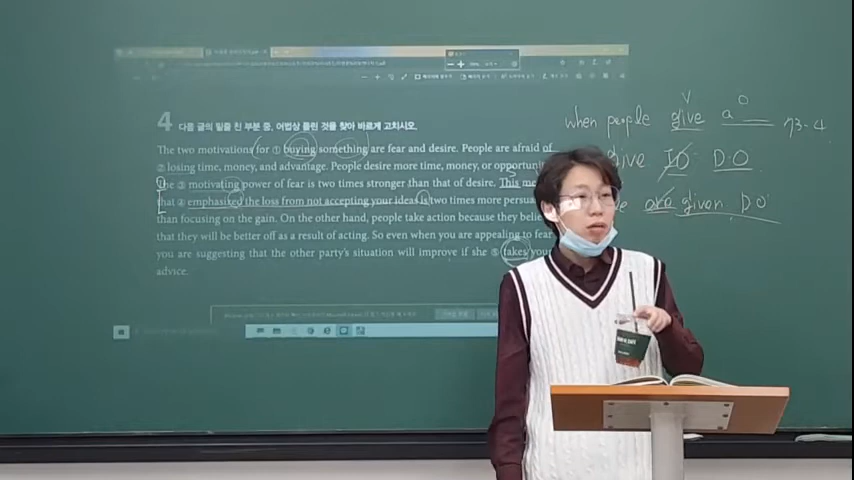 4 다음 글의 밑줄 친 부분 중, 어법상 틀린 것을 찾아 바르게 고치시오.
The two motivations for ① buying something are fear and desire. People are afraid of
② losing time, money, and advantage. People desire more time, money, or opportun
The ③ motivating power of fear is two times stronger than that of desire. This me
that ④ emphasized the loss from not accepting your ideas is two times more persua
than focusing on the gain. On the other hand, people take action because they belie
that they will be better off as a result of acting. So even when you are appealing to fe
you are suggesting that the other party's situation will improve if she ⑤ takes your
advice.
when people give a
V O
73-4
give IO DO
are given DO